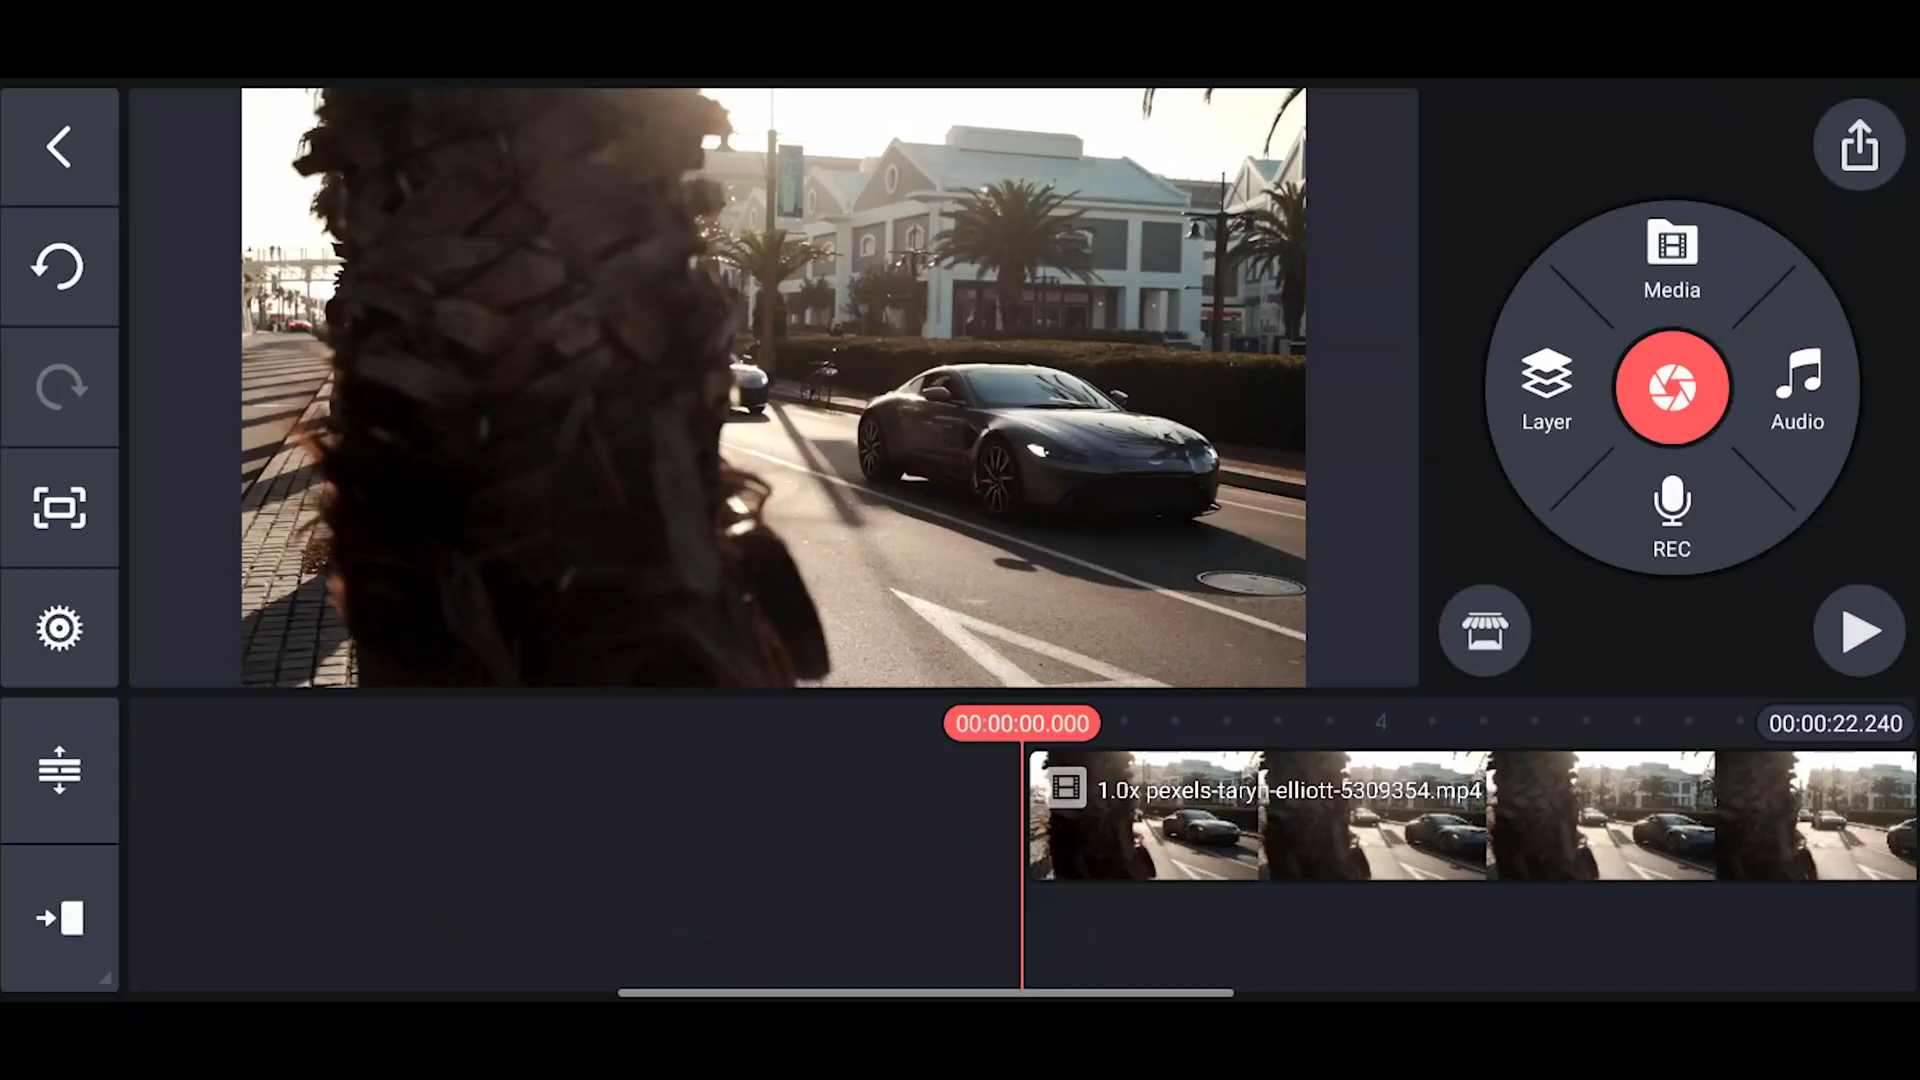 Media
Layer
Audio
REC
00:00:00.000
4
00:00:22.240
1.0x pexels-taryn-elliott-5309354.mp4